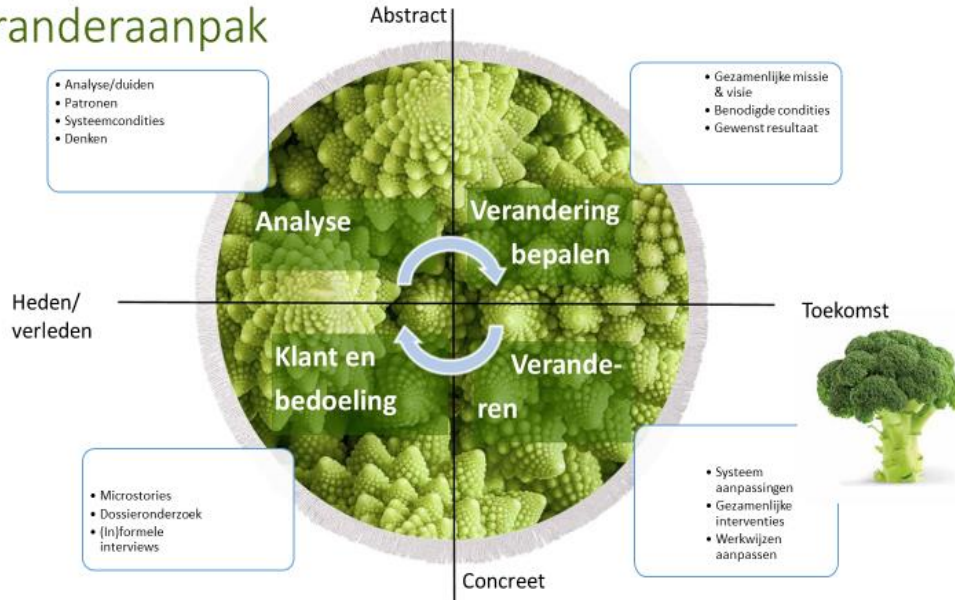 randeraanpak
Abstract
• Analyse/duiden
• Patronen
• Systeemcondities
• Denken
• Gezamenlijke missie
& visie
• Benodigde condities
• Gewenst resultaat
Analyse
Verandering
bepalen
Heden/
verleden
Toekomst
Klant en
bedoeling
Verande-
ren
• Microstories
• Dossieronderzoek
• (In)formele
interviews
• Systeem
aanpassingen
• Gezamenlijke
interventies
• Werkwijzen
aanpassen
Concreet